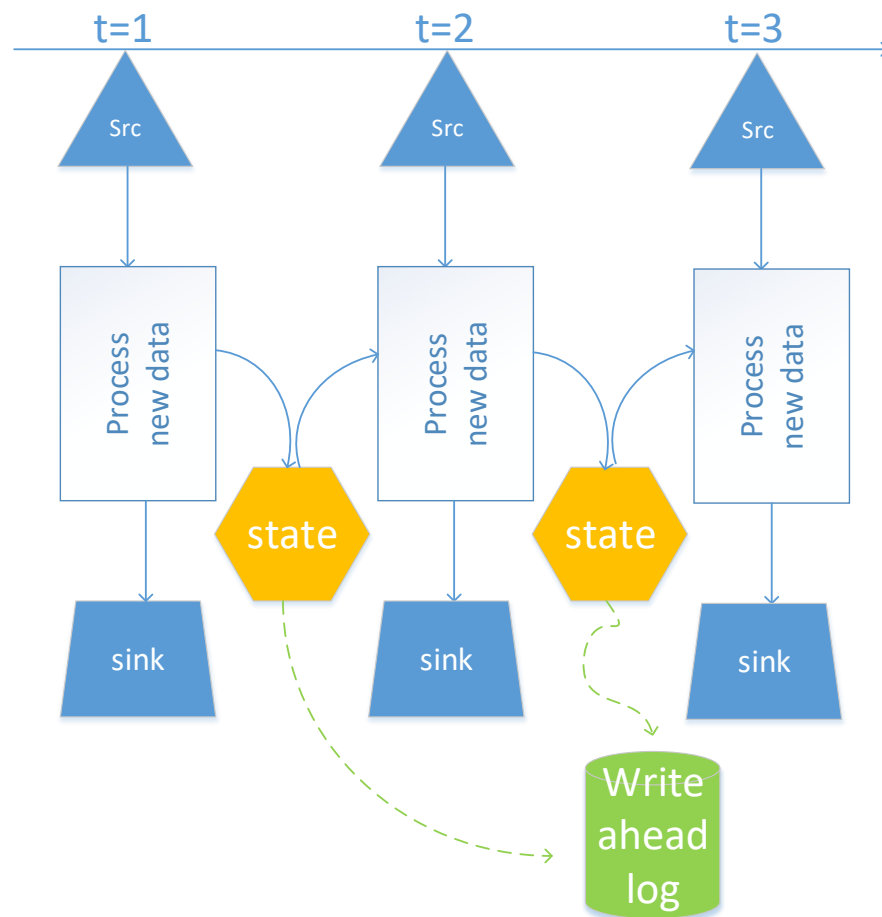 t=1
t=2
t=3
Src
Src
Src
Process
new data
Process
new data
Process
new data
state
state
sink
sink
sink
Write
ahead
log